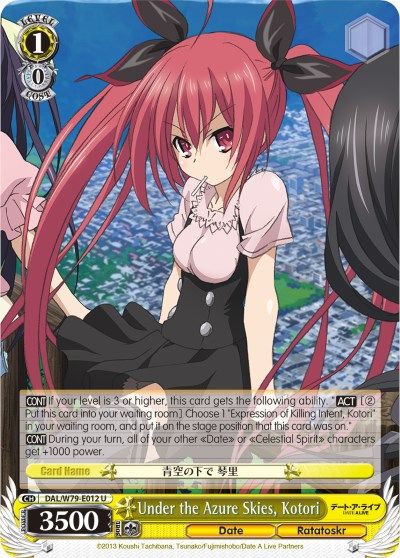 LEVEL
1
0
COST
CONT If your level is 3 or higher, this card gets the following ability. "ACT [②
Put this card into your waiting room] Choose 1 "Expression of Killing Intent, Kotori"
in your waiting room, and put it on the stage position that this card was on."
CONT During your turn, all of your other «Date» or «Celestial Spirit» characters
get +1000 power.
Card Name
青空の下で 琴里
CH DAL/W79-E012 U
Under the Azure Skies, Kotori
デート・ア・ライブ
DATE A LIVE
POWER
3500
SOUL
Date
Ratatoskr
©2013 Koushi Tachibana, Tsunako/Fujimishobo/Date A Live Partners